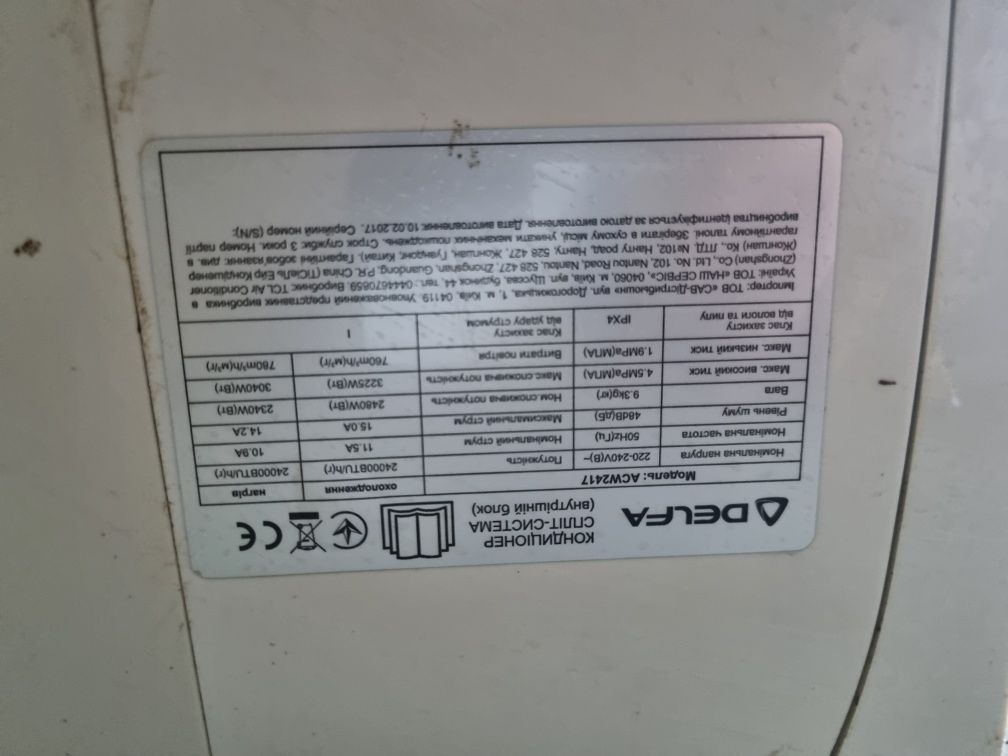 DELFA
КОНДИЦІОНЕР
СПЛІТ-СИСТЕМА
(внутрішній блок)
CE
Модель: ACW2417 охолодження нагрів
Номінальна напруга 220-240V(В)~ Потужність 24000BTU/h(г) 24000BTU/h(г)
Номінальна частота 50Hz(Гц) Номінальний струм 11.5A 10.9A
Рівень шуму 48dB(дБ) Максимальний струм 15.0A 14.2A
Вага 9.3kg(кг) Ном споживча потужність 2480W(Вт) 2340W(Вт)
Макс. високий тиск 4.5MPa(МПА) Макс споживча потужність 3225W(Вт) 3040W(Вт)
Макс. низький тиск 1.9MPa(МПА) Витрати повітря 760m³/h(м³/г) 780m³/h(м³/г)
Клас захисту від вологи та пилу IPX4 Клас захисту від удару струмом I
Імпортер: ТОВ «САВ-Дістрибьюшн» вул. Дорогожицька, 1, м. Київ, 04119. Уповноважений представник виробника в
Україні: ТОВ «НАШ СЕРВІС», 04060, м. Київ, вул. Щусєва, будинок 44, тел.: 0444670859. Виробник: TCL Air Conditioner
(Zhongshan) Co., Ltd. No. 102, Nantou Road, Nantou, 528 427, Zhongshan, Guandong, P.R. China (ТіСіЕлЬ Ейр Кондішенер
(Жонгшан) Ко., ЛТД, №102, Нанту роад, Нанту, 528 427, Жонгшан, Гуандонг, Китай). Гарантійні зобов'язання: див. в
гарантійному талоні. Зберігати в сухому місці, уникати механічних пошкоджень. Строк служби: 3 роки. Номер партії
виробництва ідентифікується за датою виготовлення. Дата виготовлення: 10.02.2017. Серійний номер (S/N):